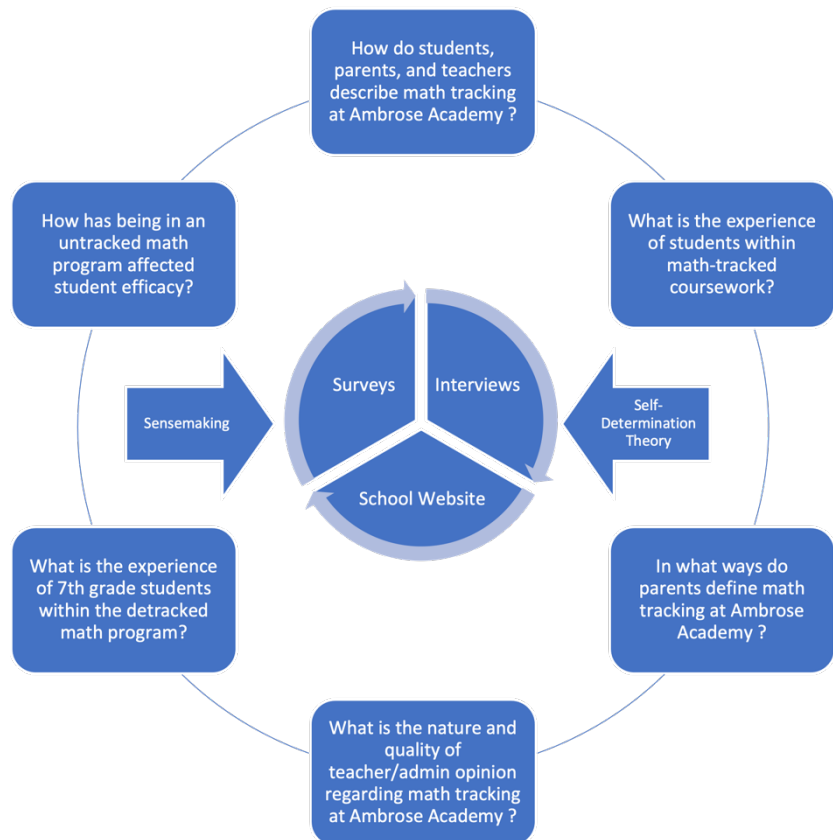 How do students,
parents, and teachers
describe math tracking
at Ambrose Academy ?
How has being in an
untracked math
program affected
student efficacy?
What is the experience
of students within
math-tracked
coursework?
Surveys
Interviews
School Website
Sensemaking
Self-
Determination
Theory
What is the experience
of 7th grade students
within the detracked
math program?
In what ways do
parents define math
tracking at Ambrose
Academy ?
What is the nature and
quality of
teacher/admin opinion
regarding math tracking
at Ambrose Academy ?